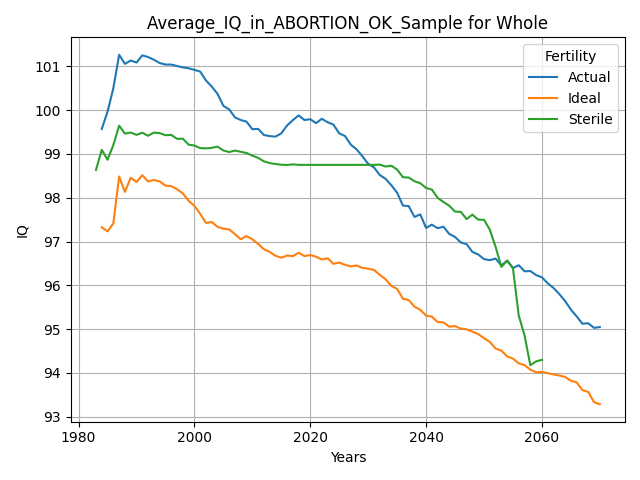 Average_IQ_in_ABORTION_OK_Sample for Whole
Fertility
Actual
Ideal
Sterile
IQ
101
100
99
98
97
96
95
94
93
1980
2000
2020
2040
2060
Years